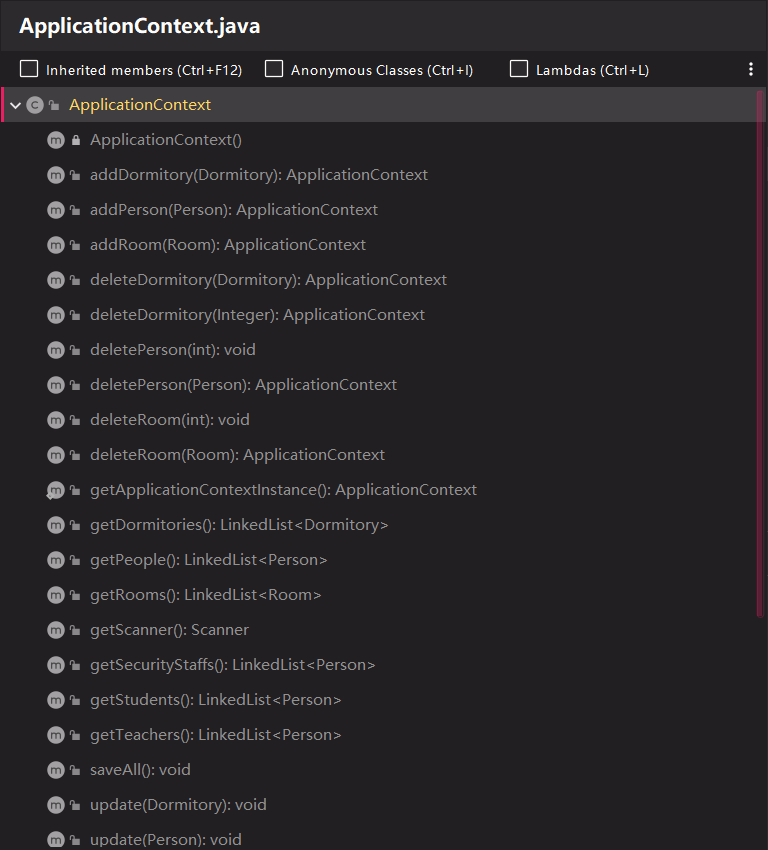 ApplicationContext.java
Inherited members (Ctrl+F12) Anonymous Classes (Ctrl+I) Lambdas (Ctrl+L)
C ApplicationContext
m ApplicationContext()
m addDormitory(Dormitory): ApplicationContext
m addPerson(Person): ApplicationContext
m addRoom(Room): ApplicationContext
m deleteDormitory(Dormitory): ApplicationContext
m deleteDormitory(Integer): ApplicationContext
m deletePerson(int): void
m deletePerson(Person): ApplicationContext
m deleteRoom(int): void
m deleteRoom(Room): ApplicationContext
m getApplicationContextInstance(): ApplicationContext
m getDormitories(): LinkedList<Dormitory>
m getPeople(): LinkedList<Person>
m getRooms(): LinkedList<Room>
m getScanner(): Scanner
m getSecurityStaffs(): LinkedList<Person>
m getStudents(): LinkedList<Person>
m getTeachers(): LinkedList<Person>
m saveAll(): void
m update(Dormitory): void
m update(Person): void